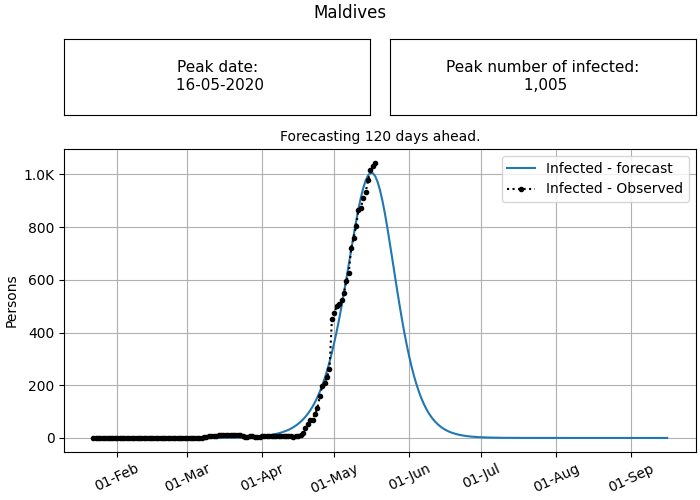 Maldives
Peak date:
16-05-2020
Peak number of infected:
1,005
Forecasting 120 days ahead.
Infected - forecast
Infected - Observed
Persons
1.0K
800
600
400
200
0
01-Feb
01-Mar
01-Apr
01-May
01-Jun
01-Jul
01-Aug
01-Sep